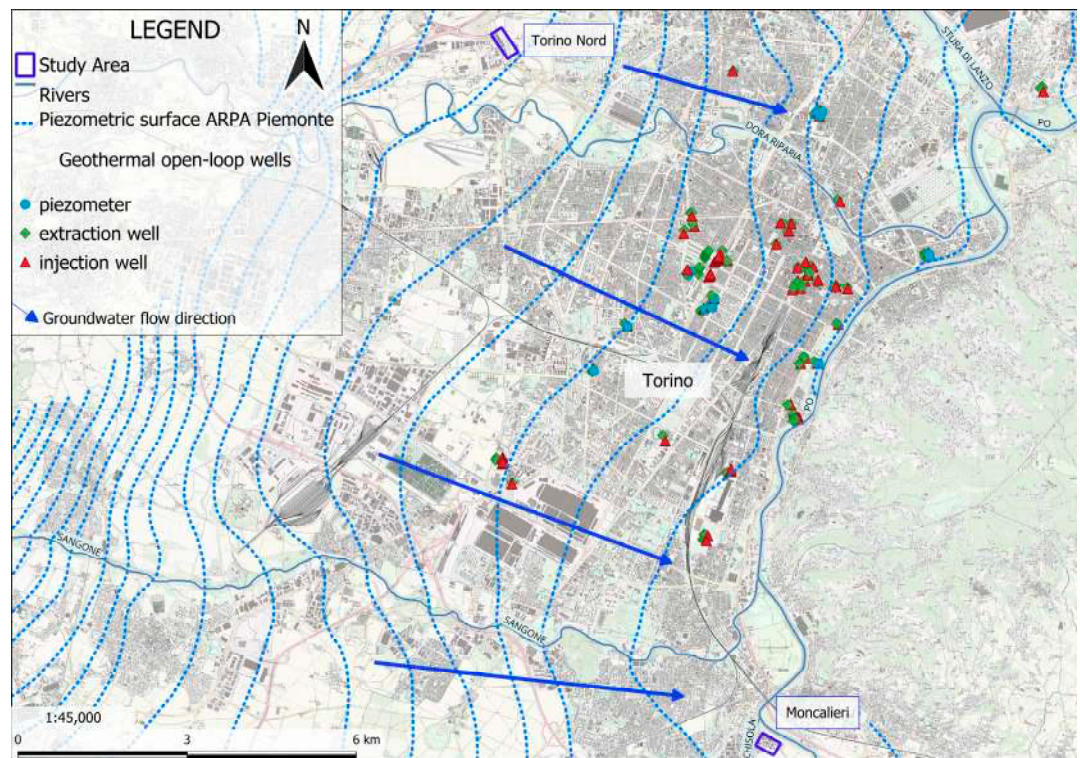 LEGEND
N
Study Area
Rivers
Piezometric surface ARPA Piemonte
Geothermal open-loop wells
piezometer
extraction well
injection well
Groundwater flow direction
1:45,000
0 3 6 km
Torino Nord
STURA DI LANZO
PO
DORA RIPARIA
Torino
PO
SANGONE
SANGONE
Moncalieri
CHISOLA